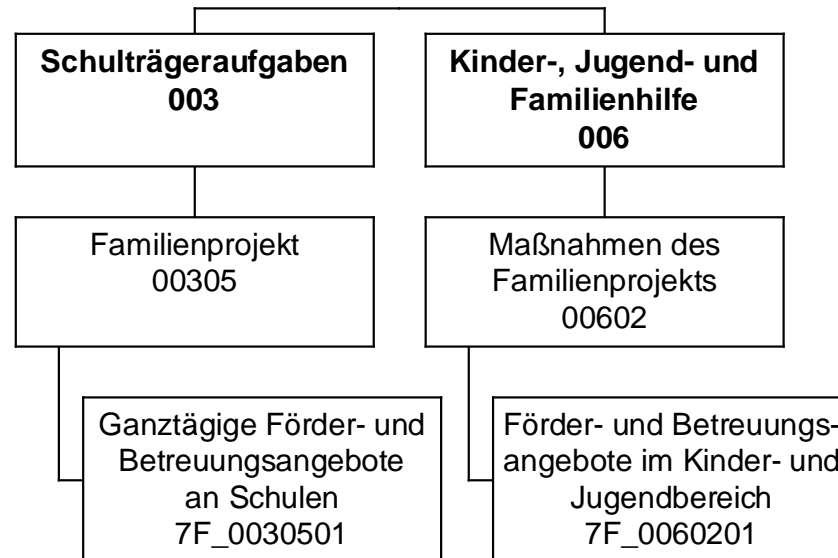 Schulträgeraufgaben
003
Kinder-, Jugend- und
Familienhilfe
006
Familienprojekt
00305
Maßnahmen des
Familienprojekts
00602
Ganztägige Förder- und
Betreuungsangebote
an Schulen
7F_0030501
Förder- und Betreuungs-
angebote im Kinder- und
Jugendbereich
7F_0060201